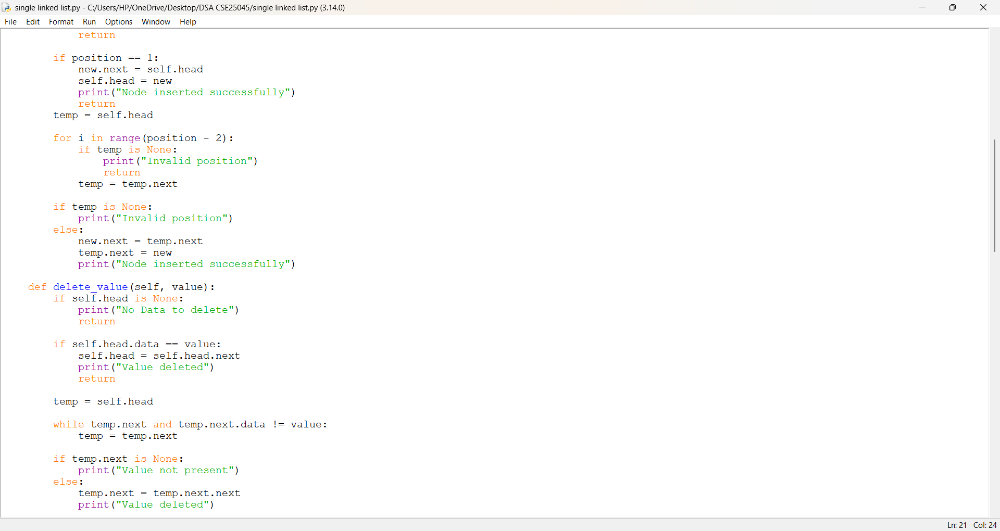 single linked list.py - C:/Users/HP/OneDrive/Desktop/DSA CSE25045/single linked list.py (3.14.0)
File Edit Format Run Options Window Help
            return

        if position == 1:
            new.next = self.head
            self.head = new
            print("Node inserted successfully")
            return
        temp = self.head

        for i in range(position - 2):
            if temp is None:
                print("Invalid position")
                return
            temp = temp.next

        if temp is None:
            print("Invalid position")
        else:
            new.next = temp.next
            temp.next = new
            print("Node inserted successfully")

    def delete_value(self, value):
        if self.head is None:
            print("No Data to delete")
            return

        if self.head.data == value:
            self.head = self.head.next
            print("Value deleted")
            return

        temp = self.head

        while temp.next and temp.next.data != value:
            temp = temp.next

        if temp.next is None:
            print("Value not present")
        else:
            temp.next = temp.next.next
            print("Value deleted")
Ln: 21 Col: 24